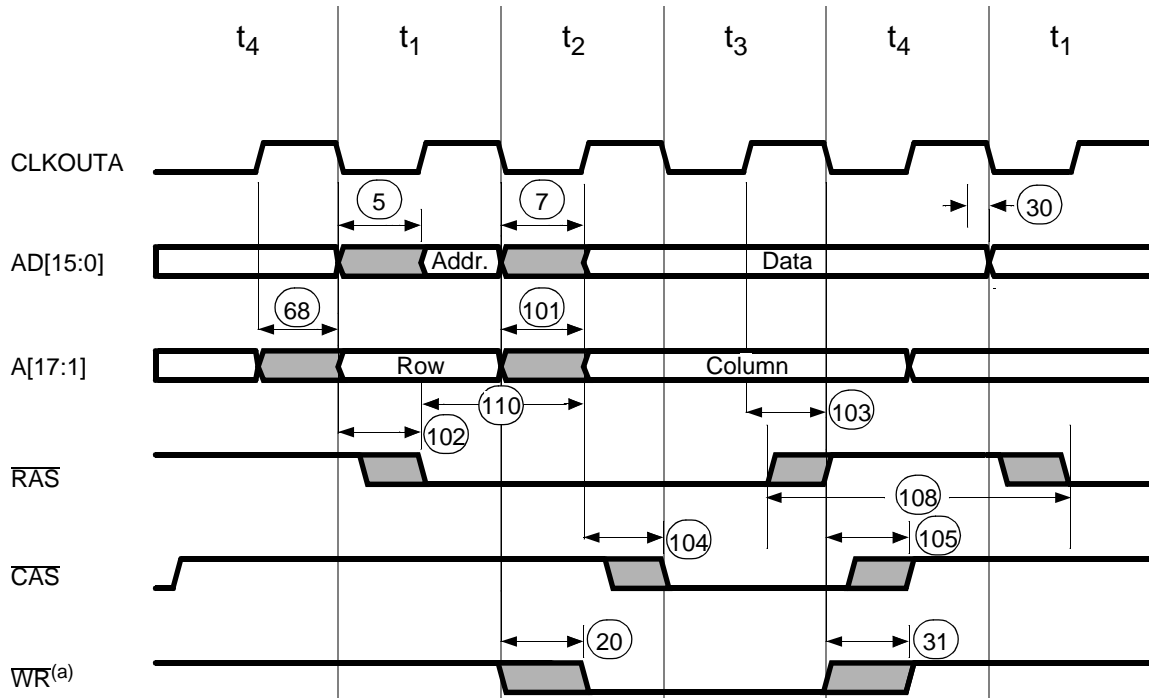 t4 t1 t2 t3 t4 t1
CLKOUTA
5 7 30
AD[15:0] Addr. Data
68 101
A[17:1] Row Column
110 103
102
RAS
108
104 105
CAS
20 31
WR(a)